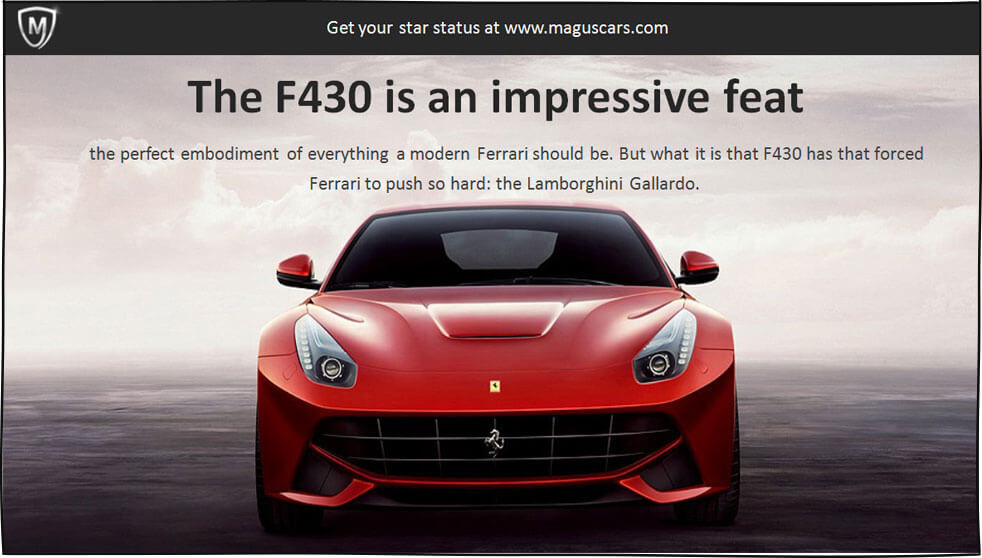 M
Get your star status at www.maguscars.com
The F430 is an impressive feat
the perfect embodiment of everything a modern Ferrari should be. But what it is that F430 has that forced
Ferrari to push so hard: the Lamborghini Gallardo.